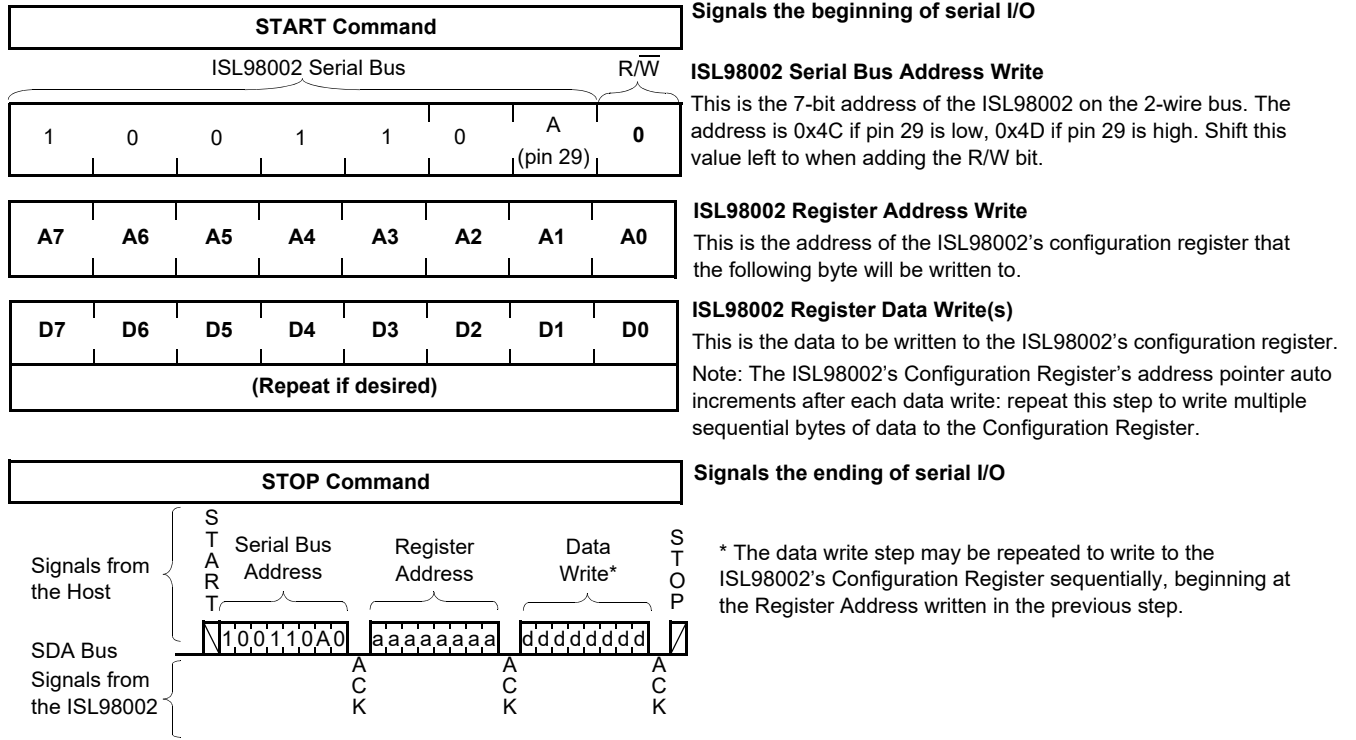 START Command
Signals the beginning of serial I/O
ISL98002 Serial Bus
R/W
ISL98002 Serial Bus Address Write
This is the 7-bit address of the ISL98002 on the 2-wire bus. The
address is 0x4C if pin 29 is low, 0x4D if pin 29 is high. Shift this
value left to when adding the R/W bit.
1 0 0 1 1 0 A (pin 29) 0
ISL98002 Register Address Write
A7 A6 A5 A4 A3 A2 A1 A0
This is the address of the ISL98002's configuration register that
the following byte will be written to.
ISL98002 Register Data Write(s)
D7 D6 D5 D4 D3 D2 D1 D0
This is the data to be written to the ISL98002's configuration register.
(Repeat if desired)
Note: The ISL98002's Configuration Register's address pointer auto
increments after each data write: repeat this step to write multiple
sequential bytes of data to the Configuration Register.
STOP Command
Signals the ending of serial I/O
Signals from
the Host
START
Serial Bus
Address
Register
Address
Data
Write*
STOP
* The data write step may be repeated to write to the
ISL98002's Configuration Register sequentially, beginning at
the Register Address written in the previous step.
SDA Bus
1 0 0 1 1 0 A 0
a a a a a a a a
d d d d d d d d
Signals from
the ISL98002
ACK
ACK
ACK